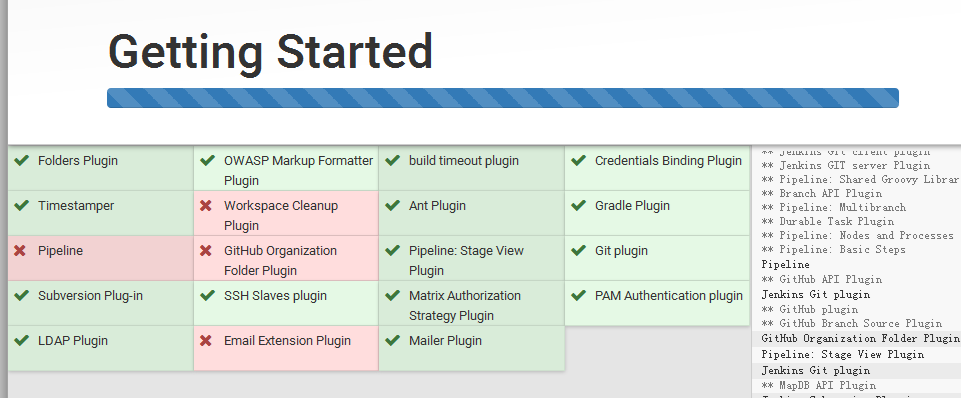 Getting Started
Folders Plugin
OWASP Markup Formatter
Plugin
build timeout plugin
Credentials Binding Plugin
Timestamper
Workspace Cleanup
Plugin
Ant Plugin
Gradle Plugin
Pipeline
GitHub Organization
Folder Plugin
Pipeline: Stage View
Plugin
Git plugin
Subversion Plug-in
SSH Slaves plugin
Matrix Authorization
Strategy Plugin
PAM Authentication plugin
LDAP Plugin
Email Extension Plugin
Mailer Plugin
** Jenkins Git client plugin
** Jenkins GIT server Plugin
** Pipeline: Shared Groovy Librar
** Branch API Plugin
** Pipeline: Multibranch
** Durable Task Plugin
** Pipeline: Nodes and Processes
** Pipeline: Basic Steps
Pipeline
** GitHub API Plugin
Jenkins Git plugin
** GitHub plugin
** GitHub Branch Source Plugin
GitHub Organization Folder Plugin
Pipeline: Stage View Plugin
Jenkins Git plugin
** MapDB API Plugin